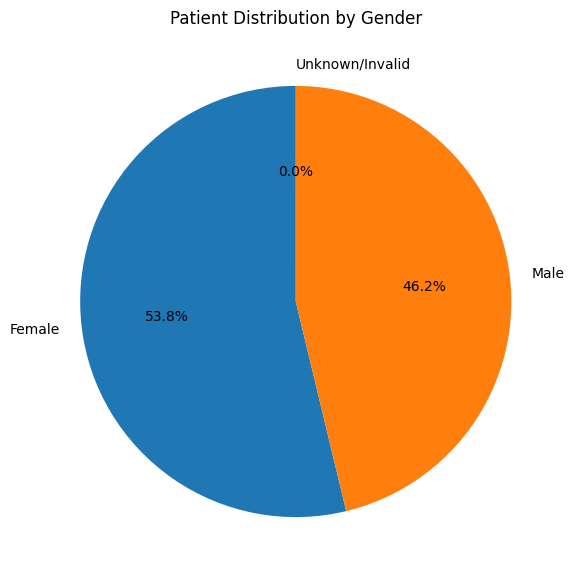 Patient Distribution by Gender
Unknown/Invalid
0.0%
Male
46.2%
53.8%
Female